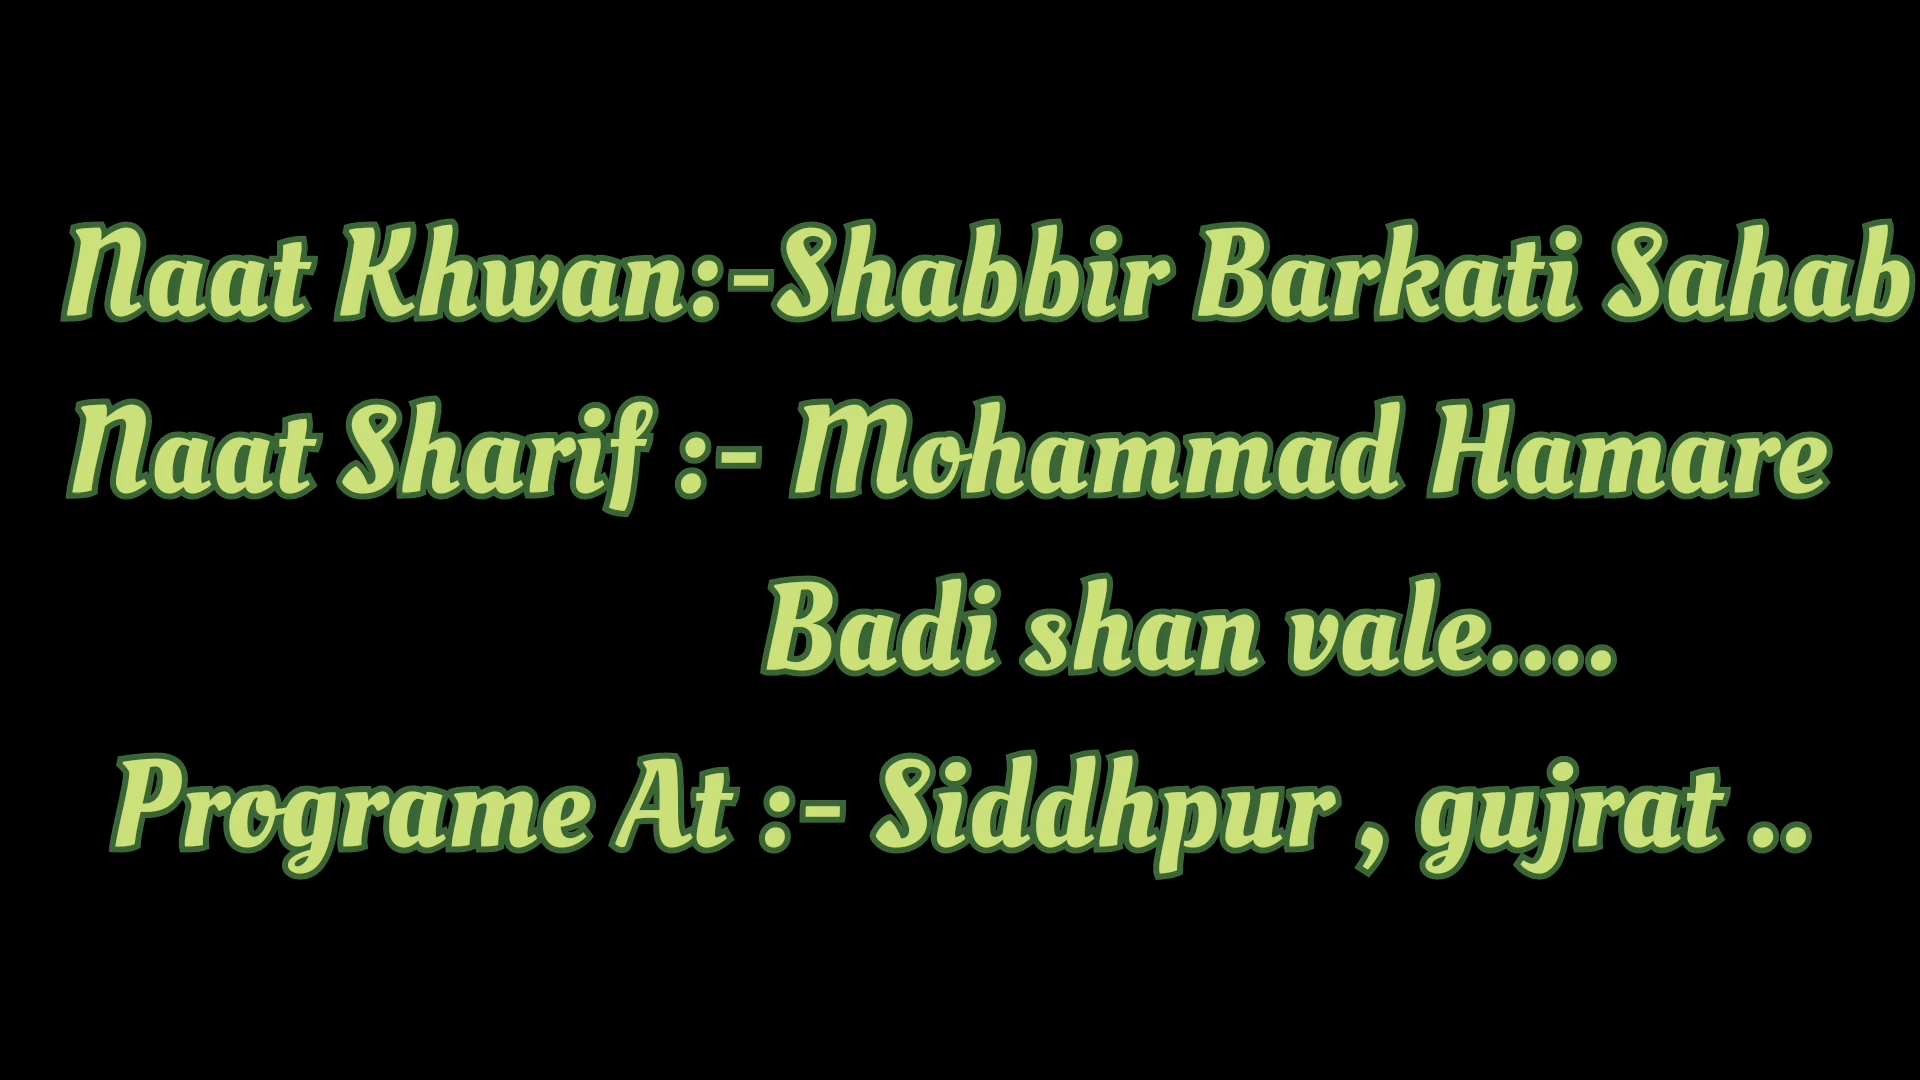 Naat Khwan:-Shabbir Barkati Sahab
Naat Sharif :- Mohammad Hamare
Badi shan vale....
Programe At :- Siddhpur , gujrat ..